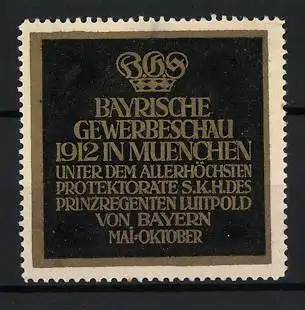 BGS
BAYRISCHE
GEWERBESCHAU
1912 IN MUENCHEN
UNTER DEM ALLERHÖCHSTEN
PROTEKTORATE S.K.H. DES
PRINZREGENTEN LUITPOLD
VON BAYERN
MAI-OKTOBER